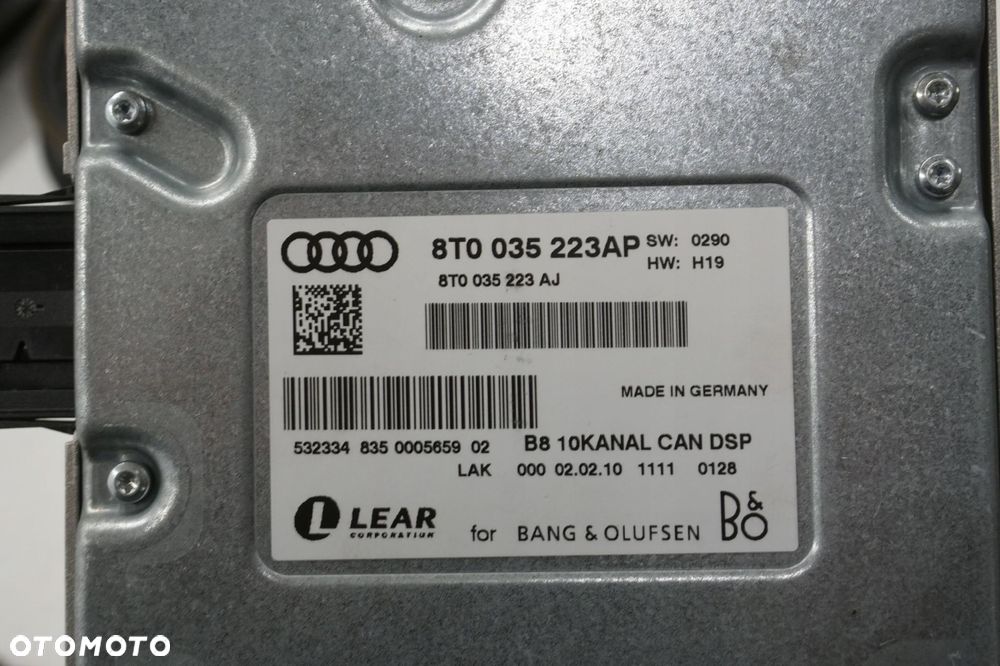 8T0 035 223AP SW: 0290
HW: H19
8T0 035 223 AJ
MADE IN GERMANY
532334 835 0005659 02 B8 10KANAL CAN DSP
LAK 000 02.02.10 1111 0128
L LEAR
CORPORATION
for BANG & OLUFSEN B&O
OTOMOTO